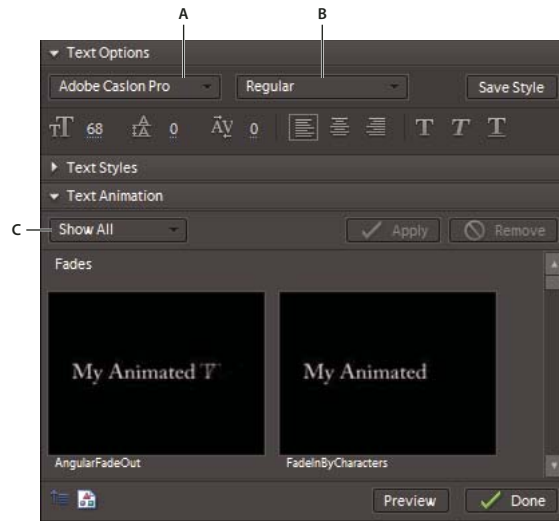 A
B
Text Options
Adobe Caslon Pro
Regular
Save Style
68
0
0
Text Styles
Text Animation
C
Show All
Apply
Remove
Fades
My Animated T
My Animated
AngularFadeOut
FadeInByCharacters
Preview
Done